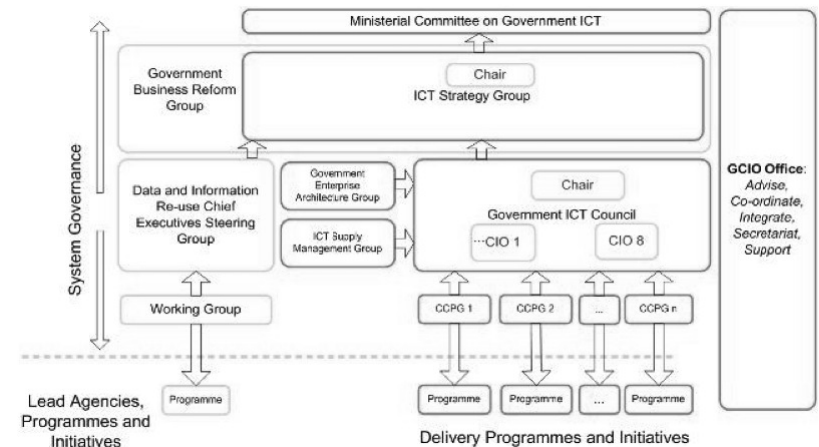 Ministerial Committee on Government ICT
Government
Business Reform
Group
Chair
ICT Strategy Group
System Governance
Data and Information
Re-use Chief
Executives Steering
Group
Government
Enterprise
Architecture Group
ICT Supply
Management Group
Chair
Government ICT Council
...CIO 1
CIO 8
GCIO Office:
Advise,
Co-ordinate,
Integrate,
Secretariat,
Support
Working Group
CCPG 1
CCPG 2
...
CCPG n
Lead Agencies,
Programmes and
Initiatives
Programme
Programme
Programme
...
Programme
Delivery Programmes and Initiatives